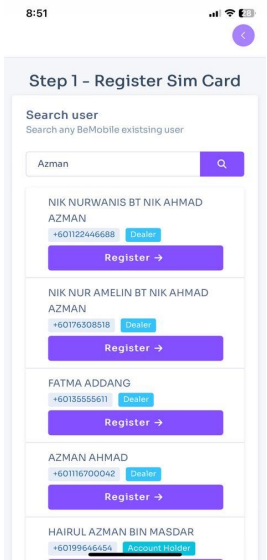 8:51
28
Step 1 - Register Sim Card
Search user
Search any BeMobile existsing user
Azman
NIK NURWANIS BT NIK AHMAD
AZMAN
+601122446688 Dealer
Register →
NIK NUR AMELIN BT NIK AHMAD
AZMAN
+60176308518 Dealer
Register →
FATMA ADDANG
+60135555611 Dealer
Register →
AZMAN AHMAD
+601116700042 Dealer
Register →
HAIRUL AZMAN BIN MASDAR
+60199646454 Account Holder